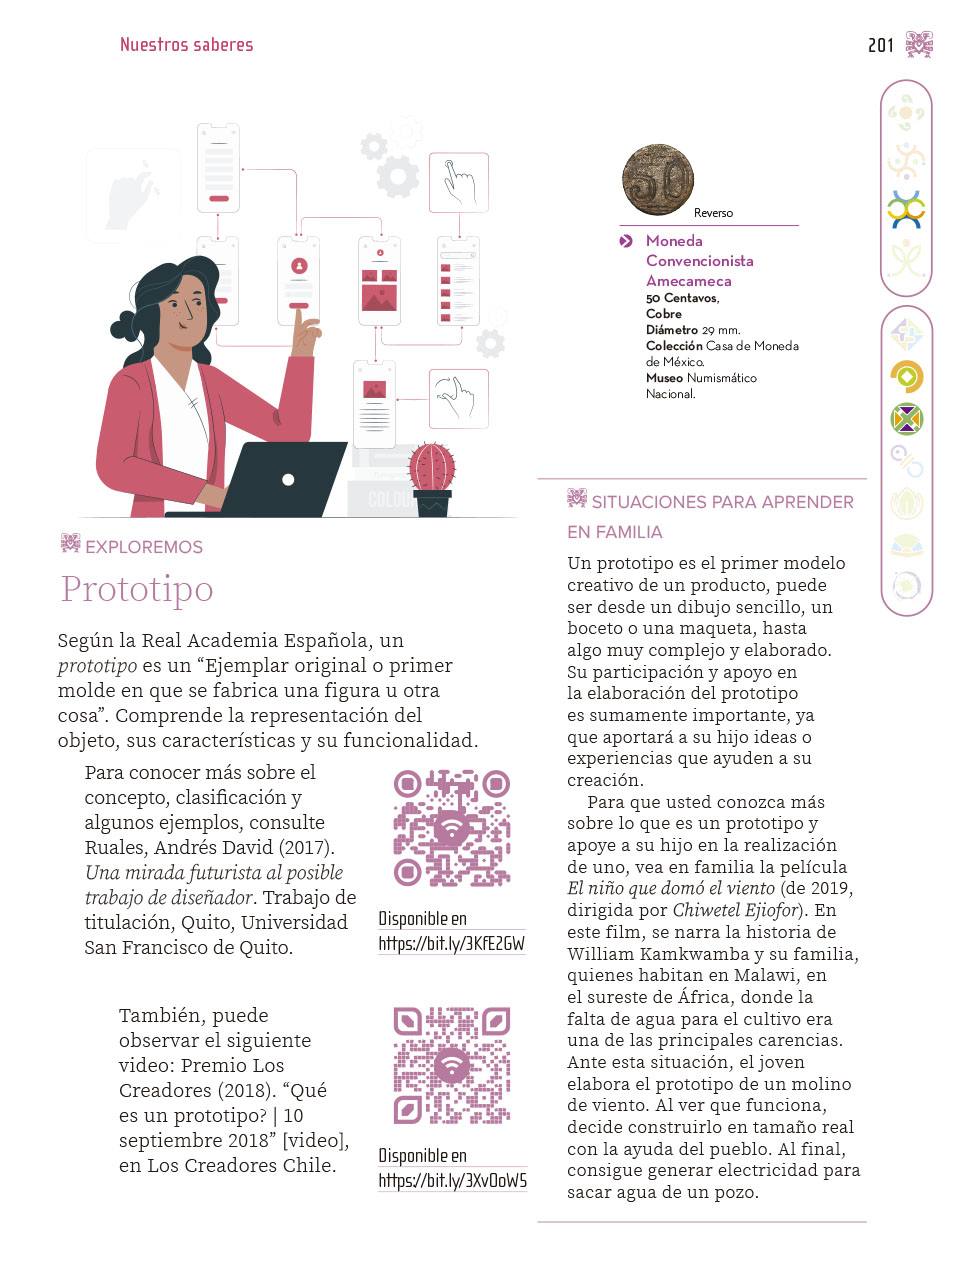 Nuestros saberes
201
50
Reverso
Moneda
Convencionista
Amecameca
50 Centavos,
Cobre
Diámetro 29 mm.
Colección Casa de Moneda
de México.
Museo Numismático
Nacional.
EXPLOREMOS
Prototipo
Según la Real Academia Española, un
prototipo es un “Ejemplar original o primer
molde en que se fabrica una figura u otra
cosa”. Comprende la representación del
objeto, sus características y su funcionalidad.
Para conocer más sobre el
concepto, clasificación y
algunos ejemplos, consulte
Ruales, Andrés David (2017).
Una mirada futurista al posible
trabajo de diseñador. Trabajo de
titulación, Quito, Universidad
San Francisco de Quito.
Disponible en
https://bit.ly/3KfE2GW
También, puede
observar el siguiente
video: Premio Los
Creadores (2018). “Qué
es un prototipo? | 10
septiembre 2018” [video],
en Los Creadores Chile.
Disponible en
https://bit.ly/3XvOoW5
SITUACIONES PARA APRENDER
EN FAMILIA
Un prototipo es el primer modelo
creativo de un producto, puede
ser desde un dibujo sencillo, un
boceto o una maqueta, hasta
algo muy complejo y elaborado.
Su participación y apoyo en
la elaboración del prototipo
es sumamente importante, ya
que aportará a su hijo ideas o
experiencias que ayuden a su
creación.
Para que usted conozca más
sobre lo que es un prototipo y
apoye a su hijo en la realización
de uno, vea en familia la película
El niño que domó el viento (de 2019,
dirigida por Chiwetel Ejiofor). En
este film, se narra la historia de
William Kamkwamba y su familia,
quienes habitan en Malawi, en
el sureste de África, donde la
falta de agua para el cultivo era
una de las principales carencias.
Ante esta situación, el joven
elabora el prototipo de un molino
de viento. Al ver que funciona,
decide construirlo en tamaño real
con la ayuda del pueblo. Al final,
consigue generar electricidad para
sacar agua de un pozo.